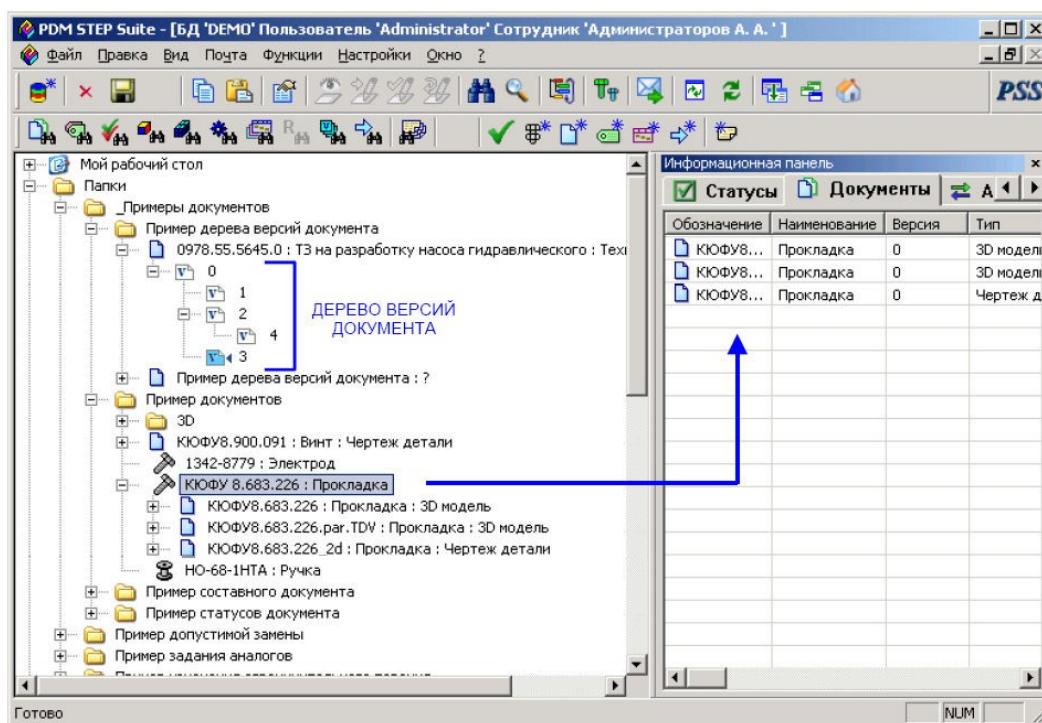 PDM STEP Suite - [БД 'DEMO' Пользователь 'Administrator' Сотрудник 'Администраторов А. А. ' ]
Файл Правка Вид Почта Функции Настройки Окно ?
PSS
Мой рабочий стол
Папки
_Примеры документов
Пример дерева версий документа
0978.55.5645.0 : ТЗ на разработку насоса гидравлического : Техн
0
1
2
4
3
ДЕРЕВО ВЕРСИЙ
ДОКУМЕНТА
Пример дерева версий документа : ?
Пример документов
3D
КЮФУ8.900.091 : Винт : Чертеж детали
1342-8779 : Электрод
КЮФУ 8.683.226 : Прокладка
КЮФУ8.683.226 : Прокладка : 3D модель
КЮФУ8.683.226.par.TDV : Прокладка : 3D модель
КЮФУ8.683.226_2d : Прокладка : Чертеж детали
НО-68-1НТА : Ручка
Пример составного документа
Пример статусов документа
Пример допустимой замены
Пример задания аналогов
Информационная панель
Статусы Документы А
Обозначение Наименование Версия Тип
КЮФУ8... Прокладка 0 3D модели
КЮФУ8... Прокладка 0 3D модели
КЮФУ8... Прокладка 0 Чертеж д
Готово
NUM